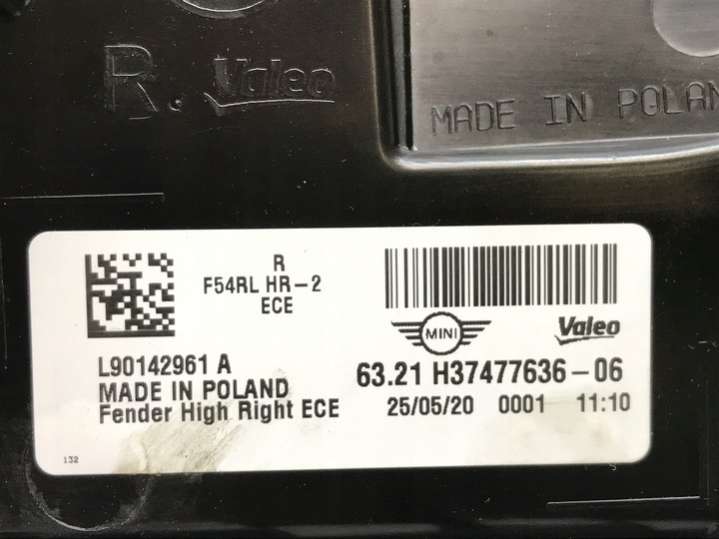 R. Valeo
MADE IN POLAN
R
F54RL HR-2
ECE
MINI
Valeo
L90142961 A
63.21 H37477636-06
MADE IN POLAND
Fender High Right ECE
25/05/20 0001 11:10
132